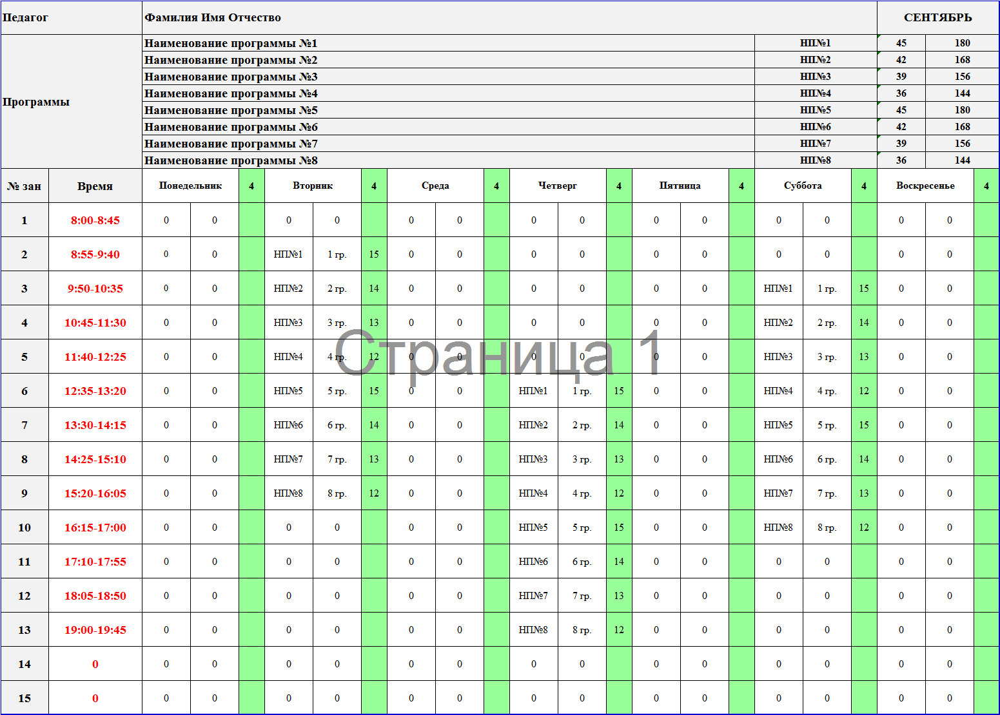 Педагог Фамилия Имя Отчество СЕНТЯБРЬ
Программы
Наименование программы №1 НП№1 45 180
Наименование программы №2 НП№2 42 168
Наименование программы №3 НП№3 39 156
Наименование программы №4 НП№4 36 144
Наименование программы №5 НП№5 45 180
Наименование программы №6 НП№6 42 168
Наименование программы №7 НП№7 39 156
Наименование программы №8 НП№8 36 144
№ зан Время Понедельник 4 Вторник 4 Среда 4 Четверг 4 Пятница 4 Суббота 4 Воскресенье 4
1 8:00-8:45 0 0 0 0 0 0 0 0 0 0 0 0 0 0
2 8:55-9:40 0 0 НП№1 1 гр. 15 0 0 0 0 0 0 0 0 0 0
3 9:50-10:35 0 0 НП№2 2 гр. 14 0 0 0 0 0 0 НП№1 1 гр. 15 0 0
4 10:45-11:30 0 0 НП№3 3 гр. 13 0 0 0 0 0 0 НП№2 2 гр. 14 0 0
5 11:40-12:25 0 0 НП№4 4 гр. 12 0 0 0 0 0 0 НП№3 3 гр. 13 0 0
Страница 1
6 12:35-13:20 0 0 НП№5 5 гр. 15 0 0 НП№1 1 гр. 15 0 0 НП№4 4 гр. 12 0 0
7 13:30-14:15 0 0 НП№6 6 гр. 14 0 0 НП№2 2 гр. 14 0 0 НП№5 5 гр. 15 0 0
8 14:25-15:10 0 0 НП№7 7 гр. 13 0 0 НП№3 3 гр. 13 0 0 НП№6 6 гр. 14 0 0
9 15:20-16:05 0 0 НП№8 8 гр. 12 0 0 НП№4 4 гр. 12 0 0 НП№7 7 гр. 13 0 0
10 16:15-17:00 0 0 0 0 0 0 НП№5 5 гр. 15 0 0 НП№8 8 гр. 12 0 0
11 17:10-17:55 0 0 0 0 0 0 НП№6 6 гр. 14 0 0 0 0 0 0
12 18:05-18:50 0 0 0 0 0 0 НП№7 7 гр. 13 0 0 0 0 0 0
13 19:00-19:45 0 0 0 0 0 0 НП№8 8 гр. 12 0 0 0 0 0 0
14 0 0 0 0 0 0 0 0 0 0 0 0 0 0 0
15 0 0 0 0 0 0 0 0 0 0 0 0 0 0 0